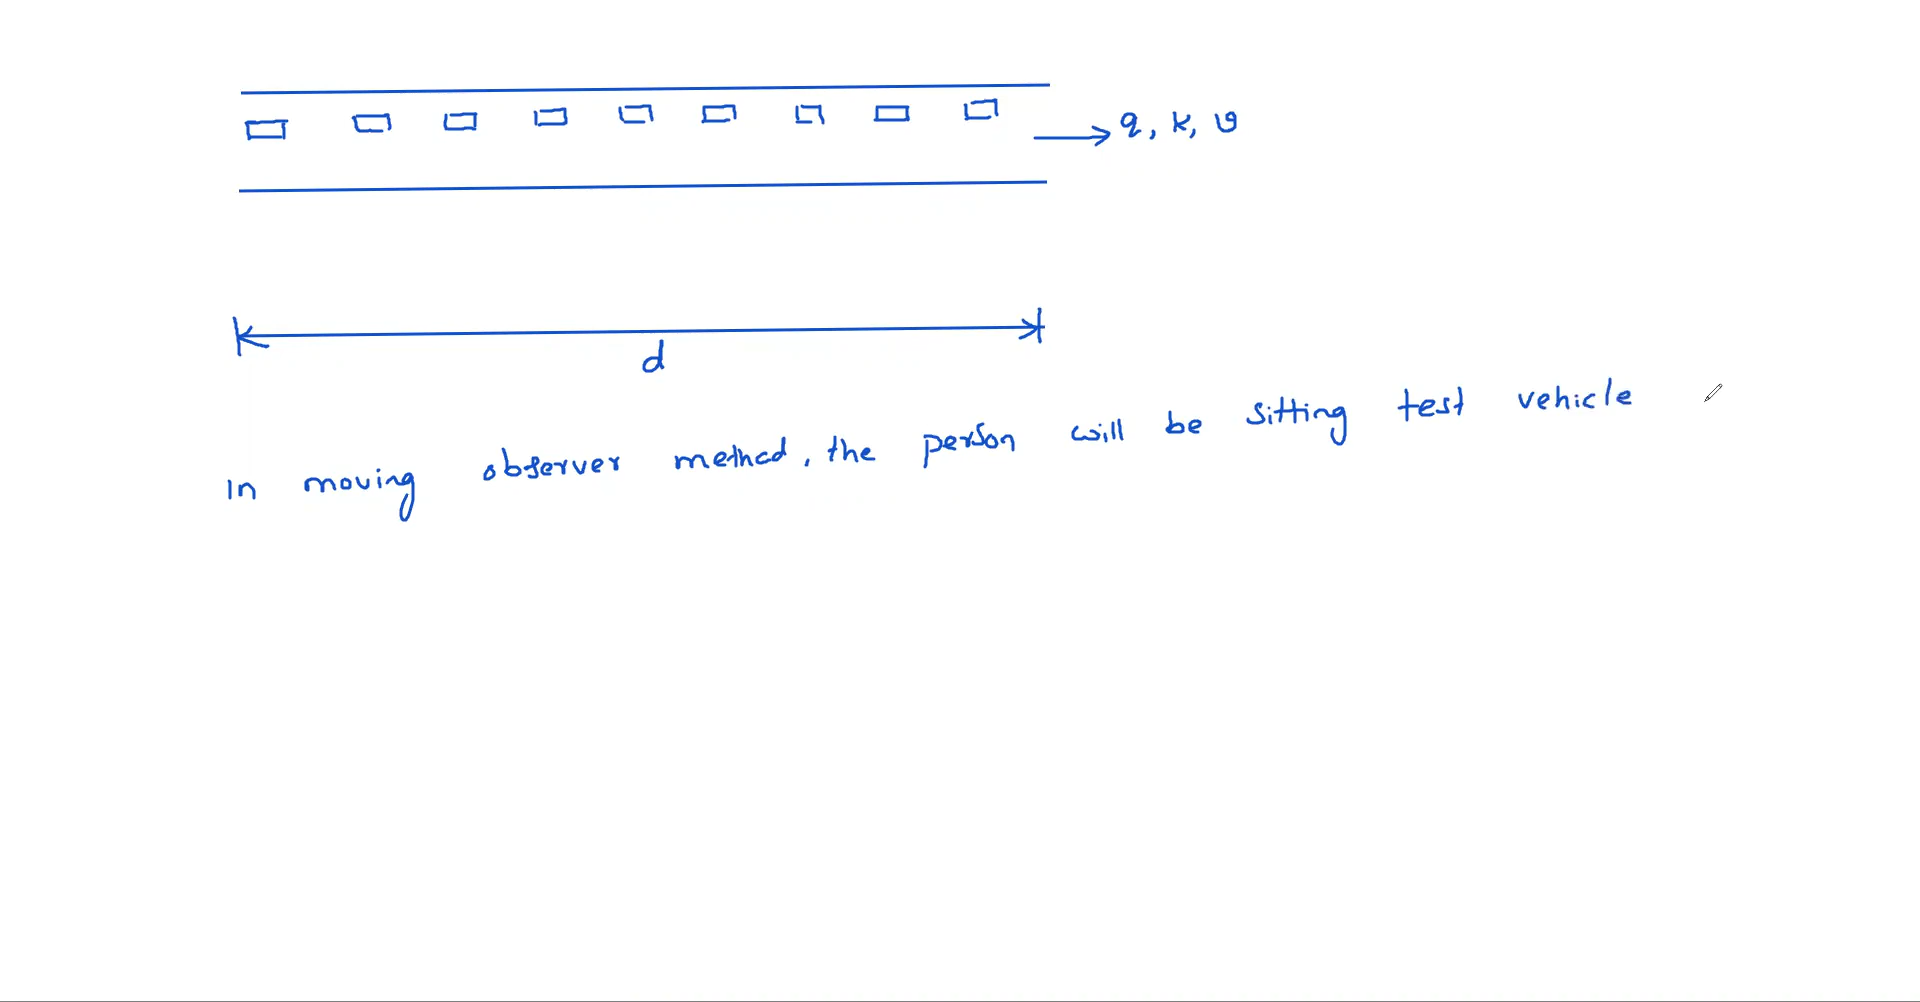 q, k, v
d
In moving observer method, the person will be sitting test vehicle